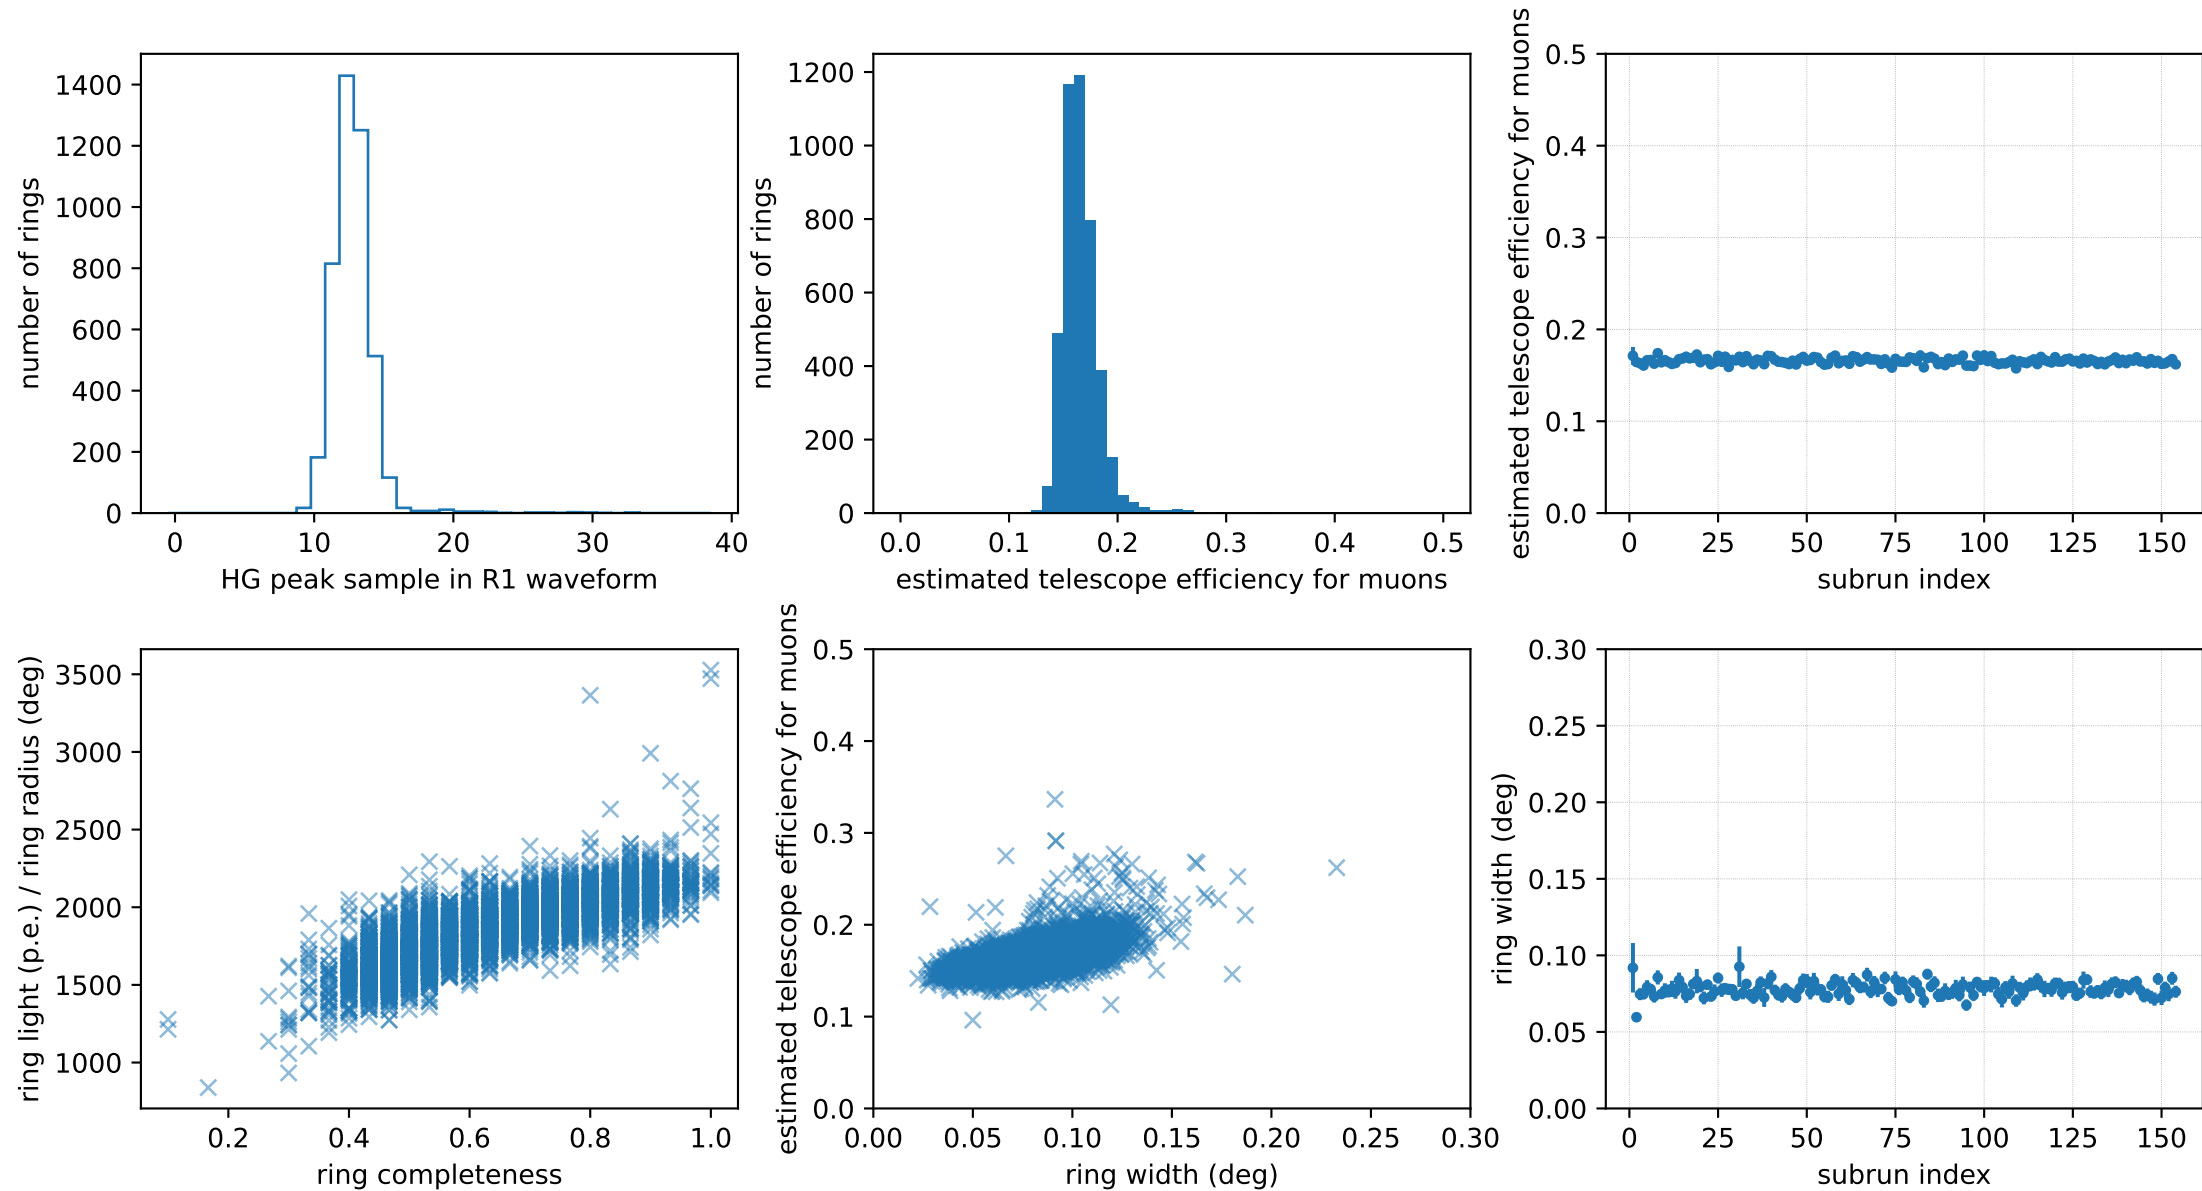 number of rings
1400
1200
1000
800
600
400
200
0
0 10 20 30 40
HG peak sample in R1 waveform
number of rings
1200
1000
800
600
400
200
0
0.0 0.1 0.2 0.3 0.4 0.5
estimated telescope efficiency for muons
estimated telescope efficiency for muons
0.5
0.4
0.3
0.2
0.1
0.0
0 25 50 75 100 125 150
subrun index
ring light (p.e.) / ring radius (deg)
3500
3000
2500
2000
1500
1000
0.2 0.4 0.6 0.8 1.0
ring completeness
estimated telescope efficiency for muons
0.5
0.4
0.3
0.2
0.1
0.0
0.00 0.05 0.10 0.15 0.20 0.25 0.30
ring width (deg)
ring width (deg)
0.30
0.25
0.20
0.15
0.10
0.05
0.00
0 25 50 75 100 125 150
subrun index